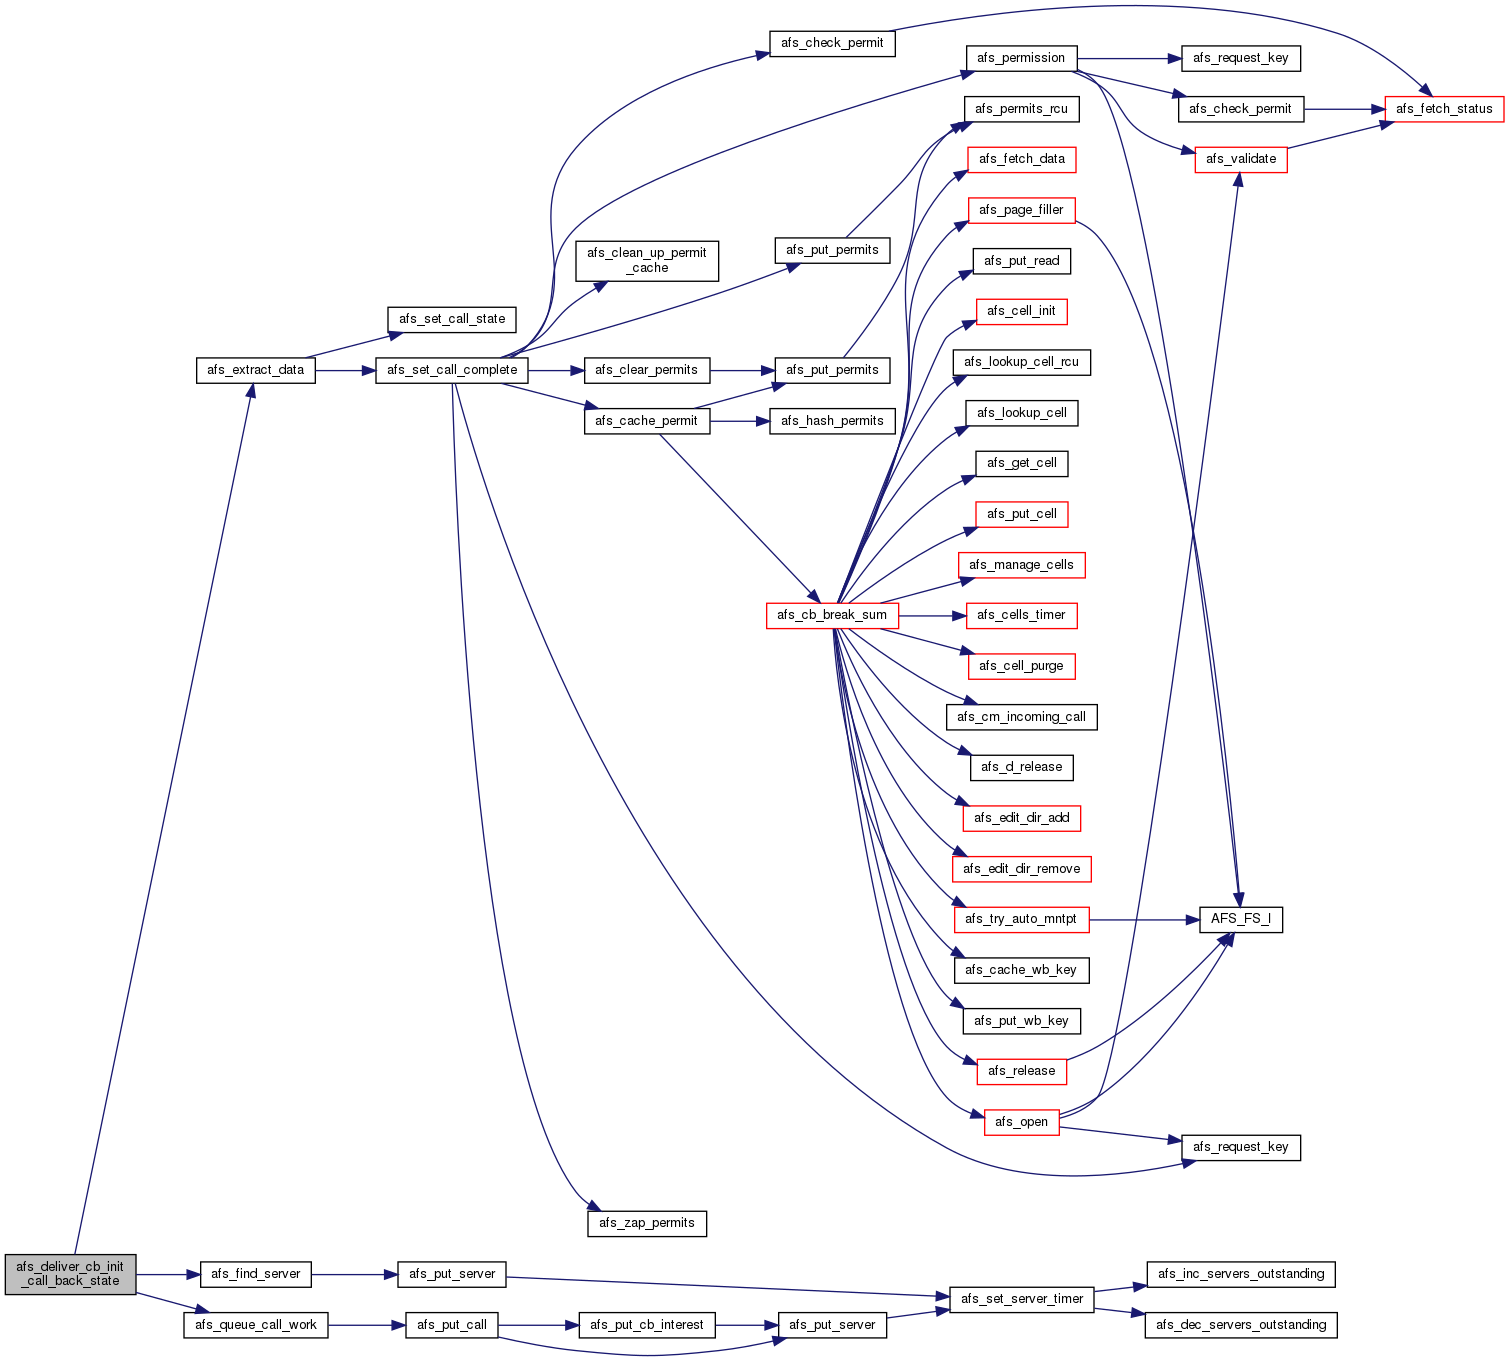 afs_check_permit
afs_permission
afs_request_key
afs_permits_rcu
afs_check_permit
afs_fetch_status
afs_fetch_data
afs_validate
afs_page_filler
afs_clean_up_permit
_cache
afs_put_permits
afs_put_read
afs_set_call_state
afs_cell_init
afs_extract_data
afs_set_call_complete
afs_clear_permits
afs_put_permits
afs_lookup_cell_rcu
afs_cache_permit
afs_hash_permits
afs_lookup_cell
afs_get_cell
afs_put_cell
afs_manage_cells
afs_cb_break_sum
afs_cells_timer
afs_cell_purge
afs_cm_incoming_call
afs_d_release
afs_edit_dir_add
afs_edit_dir_remove
afs_try_auto_mntpt
AFS_FS_I
afs_cache_wb_key
afs_put_wb_key
afs_release
afs_open
afs_request_key
afs_zap_permits
afs_deliver_cb_init
_call_back_state
afs_find_server
afs_put_server
afs_inc_servers_outstanding
afs_set_server_timer
afs_queue_call_work
afs_put_call
afs_put_cb_interest
afs_put_server
afs_dec_servers_outstanding